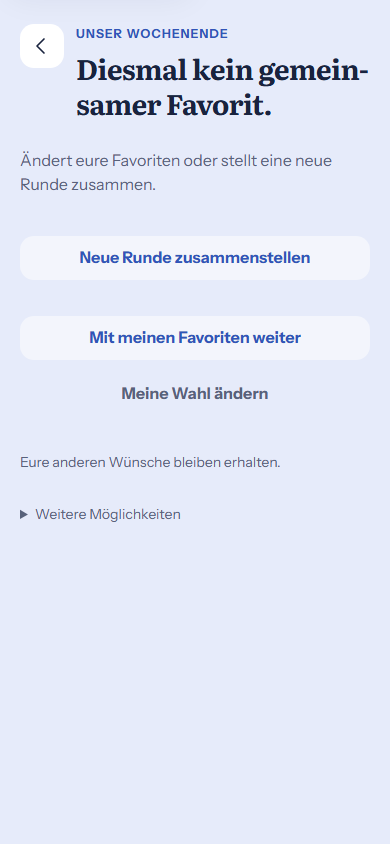 UNSER WOCHENENDE
Diesmal kein gemein-
samer Favorit.
Ändert eure Favoriten oder stellt eine neue
Runde zusammen.
Neue Runde zusammenstellen
Mit meinen Favoriten weiter
Meine Wahl ändern
Eure anderen Wünsche bleiben erhalten.
Weitere Möglichkeiten